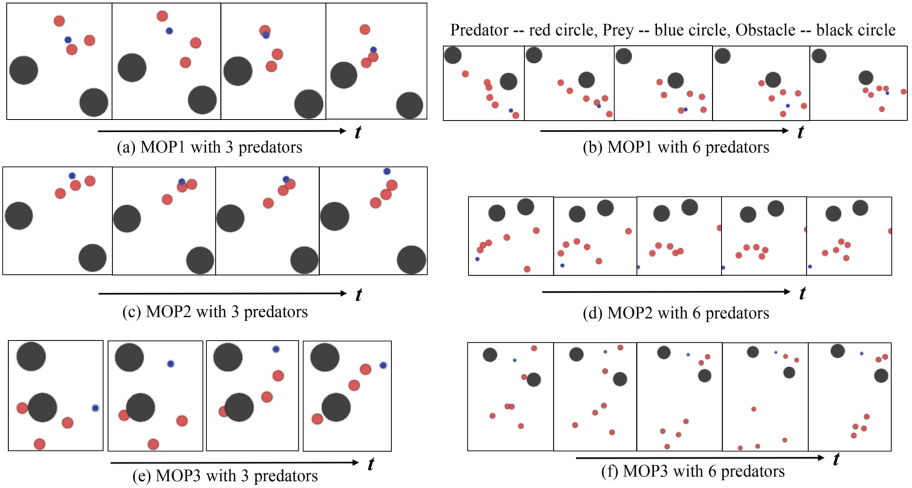 Predator -- red circle, Prey -- blue circle, Obstacle -- black circle
t
(a) MOP1 with 3 predators
t
(b) MOP1 with 6 predators
t
(c) MOP2 with 3 predators
t
(d) MOP2 with 6 predators
t
(e) MOP3 with 3 predators
t
(f) MOP3 with 6 predators